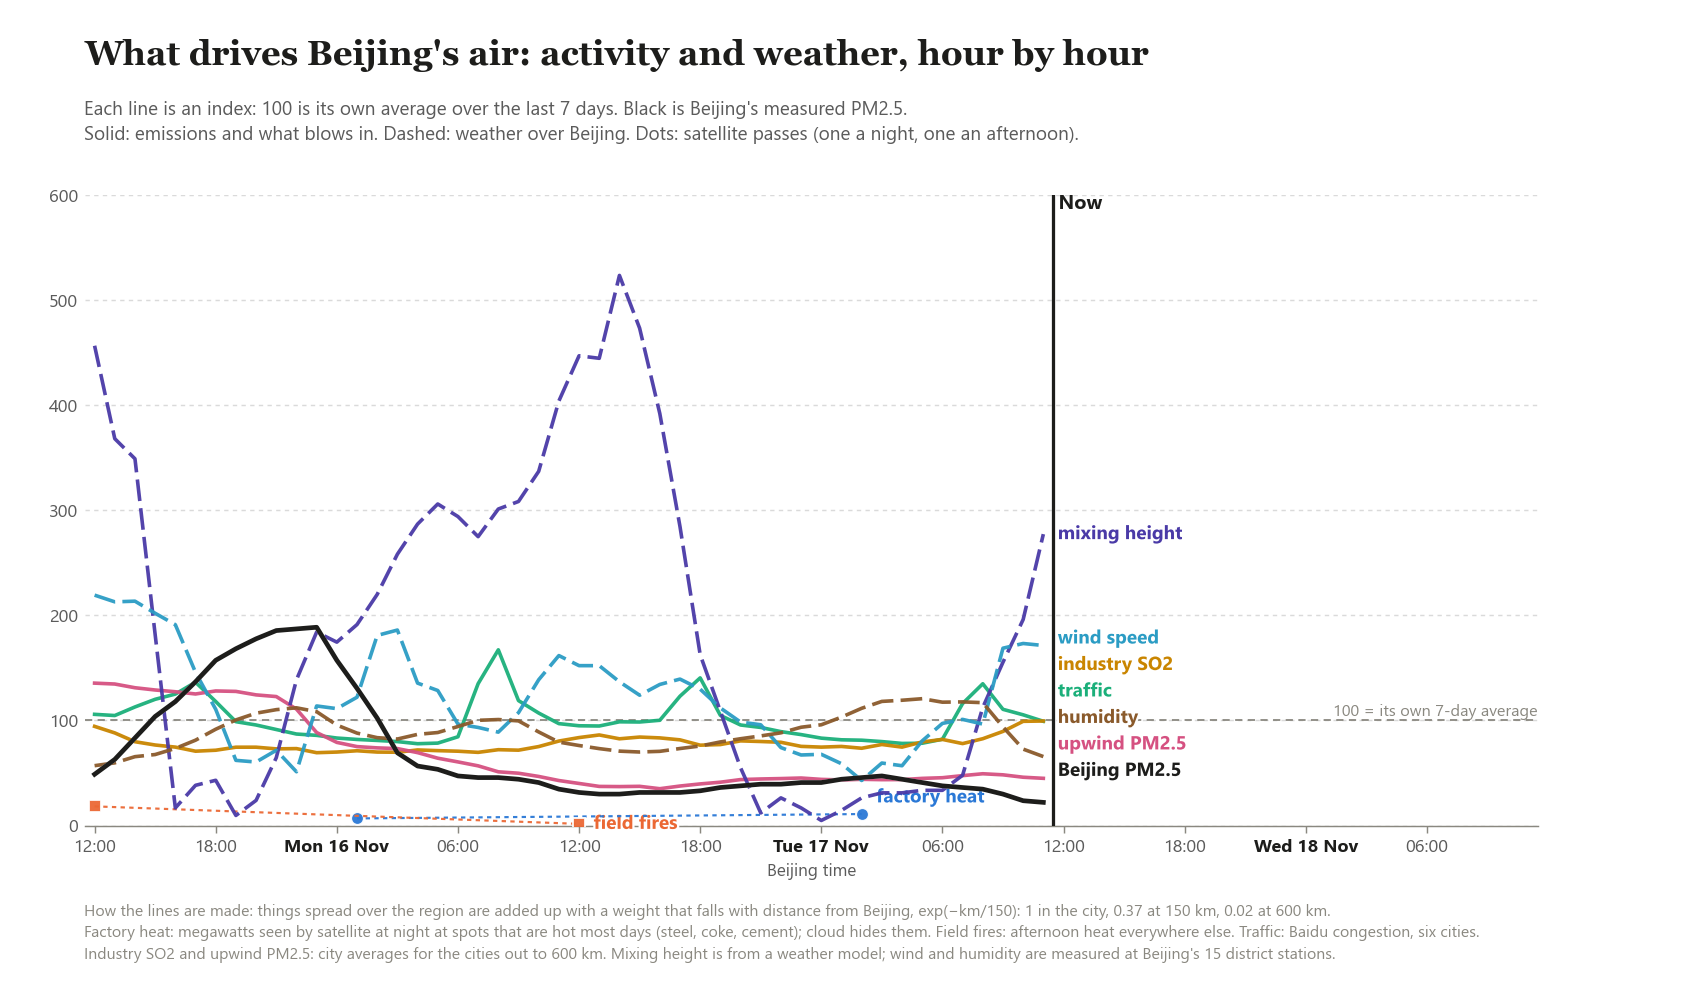 What drives Beijing's air: activity and weather, hour by hour
Each line is an index: 100 is its own average over the last 7 days. Black is Beijing's measured PM2.5.
Solid: emissions and what blows in. Dashed: weather over Beijing. Dots: satellite passes (one a night, one an afternoon).
600
500
400
300
200
100
0
Now
mixing height
wind speed
industry SO2
traffic
humidity
100 = its own 7-day average
upwind PM2.5
Beijing PM2.5
factory heat
field fires
12:00 18:00 Mon 16 Nov 06:00 12:00 18:00 Tue 17 Nov 06:00 12:00 18:00 Wed 18 Nov 06:00
Beijing time
How the lines are made: things spread over the region are added up with a weight that falls with distance from Beijing, exp(−km/150): 1 in the city, 0.37 at 150 km, 0.02 at 600 km.
Factory heat: megawatts seen by satellite at night at spots that are hot most days (steel, coke, cement); cloud hides them. Field fires: afternoon heat everywhere else. Traffic: Baidu congestion, six cities.
Industry SO2 and upwind PM2.5: city averages for the cities out to 600 km. Mixing height is from a weather model; wind and humidity are measured at Beijing's 15 district stations.